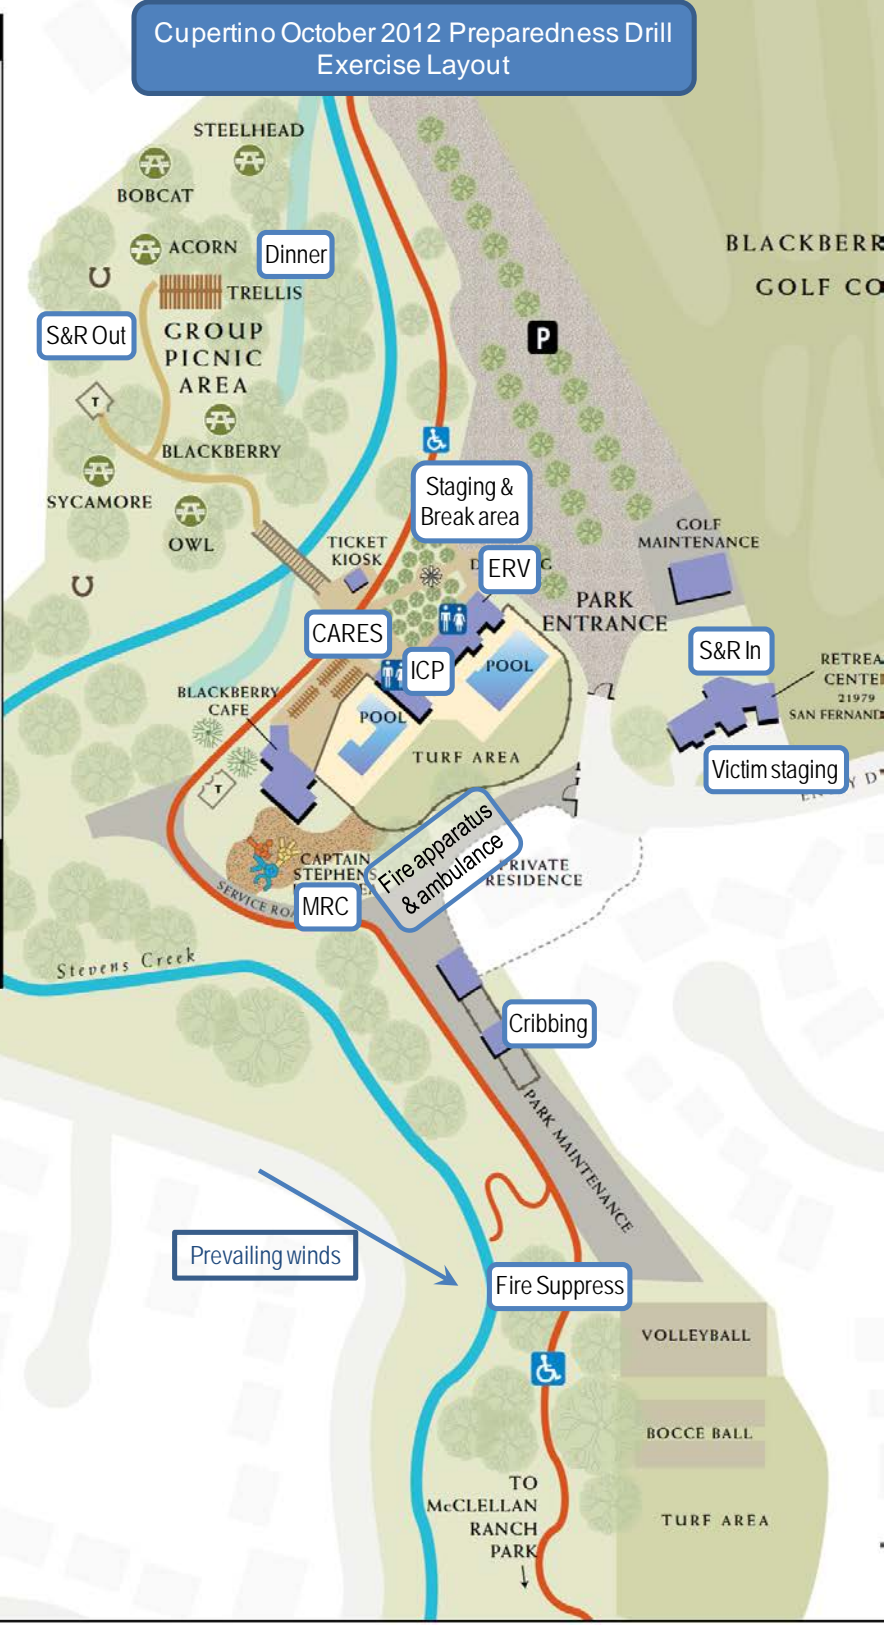 Cupertino October 2012 Preparedness Drill
Exercise Layout
STEELHEAD
BOBCAT
ACORN
Dinner
TRELLIS
S&R Out
GROUP
PICNIC
AREA
T
BLACKBERRY
SYCAMORE
OWL
BLACKBERR
GOLF CO
P
Staging &
Break area
TICKET
KIOSK
ERV
GOLF
MAINTENANCE
PARK
ENTRANCE
CARES
ICP
POOL
S&R In
RETREA
CENTE
21979
SAN FERNAND
BLACKBERRY
CAFE
POOL
TURF AREA
Victim staging
T
Fire apparatus
& ambulance
PRIVATE
RESIDENCE
CAPTAIN
STEPHENS
SERVICE
MRC
Stevens Creek
Cribbing
PARK MAINTENANCE
Prevailing winds
Fire Suppress
VOLLEYBALL
BOCCE BALL
TURF AREA
TO
McCLELLAN
RANCH
PARK